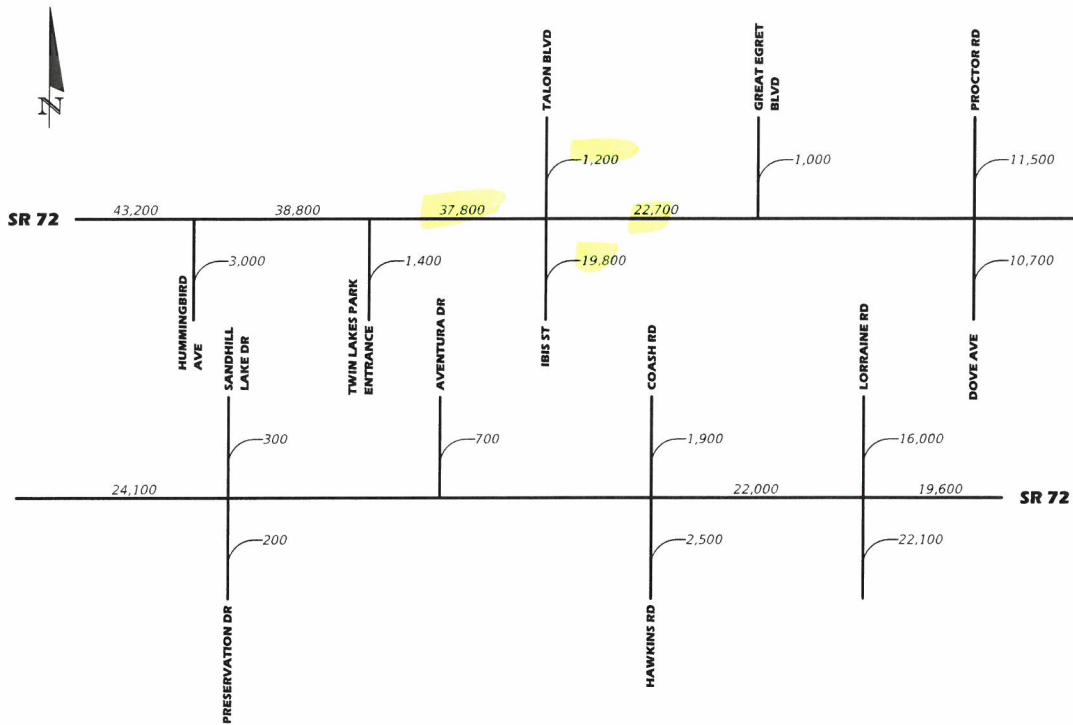 N
TALON BLVD
GREAT EGRET
BLVD
PROCTOR RD
1,200
1,000
11,500
SR 72
43,200
38,800
37,800
22,700
3,000
1,400
19,800
10,700
HUMMINGBIRD
AVE
TWIN LAKES PARK
ENTRANCE
IBIS ST
DOVE AVE
SANDHILL
LAKE DR
AVENTURA DR
COASH RD
LORRAINE RD
300
700
1,900
16,000
24,100
22,000
19,600
SR 72
200
2,500
22,100
PRESERVATION DR
HAWKINS RD